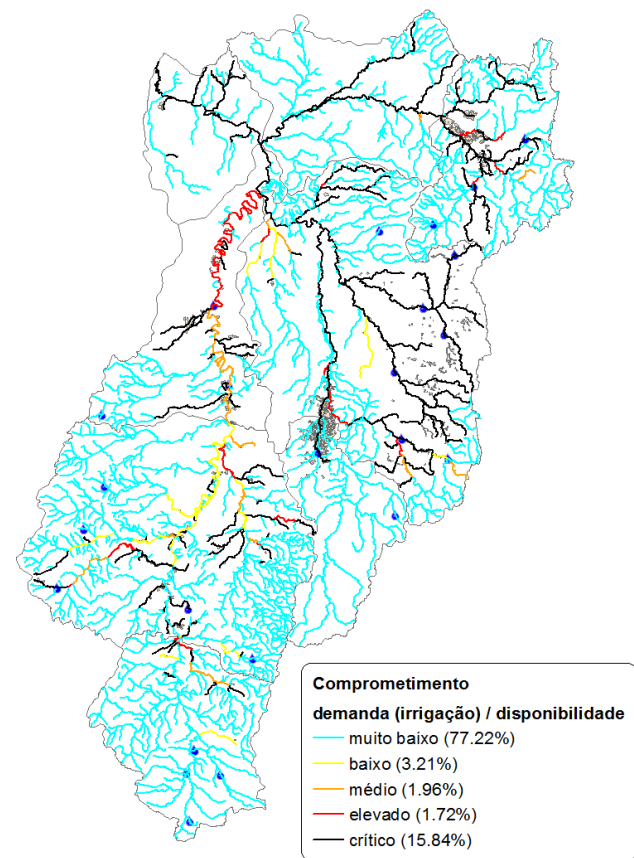 Comprometimento
demanda (irrigação) / disponibilidade
muito baixo (77.22%)
baixo (3.21%)
médio (1.96%)
elevado (1.72%)
crítico (15.84%)